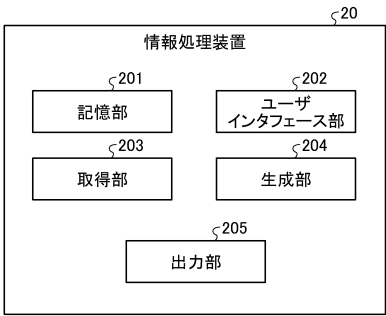 20
情報処理装置
201
記憶部
202
ユーザ
インタフェース部
203
取得部
204
生成部
205
出力部